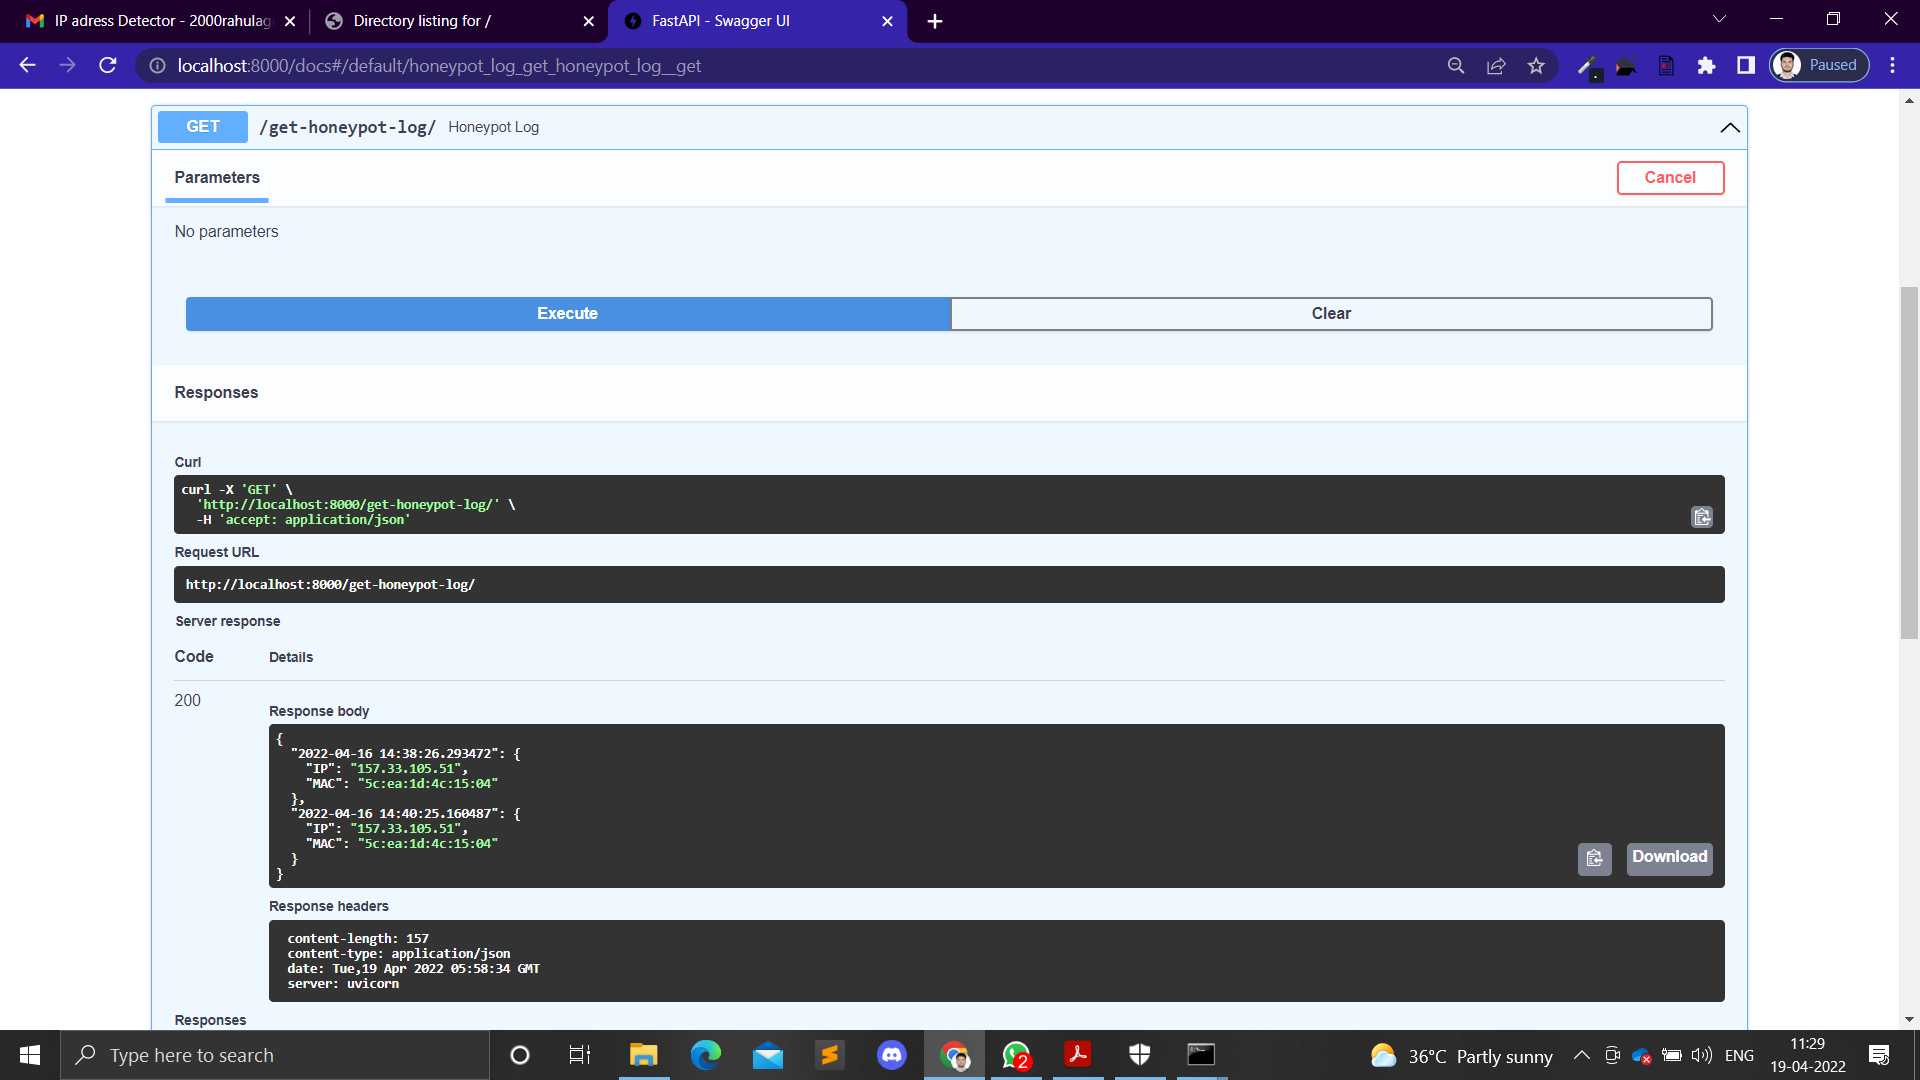 IP adress Detector - 2000rahulag
Directory listing for /
FastAPI - Swagger UI
localhost:8000/docs#/default/honeypot_log_get_honeypot_log__get
Paused
GET /get-honeypot-log/ Honeypot Log
Parameters
Cancel
No parameters
Execute
Clear
Responses
Curl
curl -X 'GET' \
'http://localhost:8000/get-honeypot-log/' \
-H 'accept: application/json'
Request URL
http://localhost:8000/get-honeypot-log/
Server response
Code Details
200
Response body
{
"2022-04-16 14:38:26.293472": {
"IP": "157.33.105.51",
"MAC": "5c:ea:1d:4c:15:04"
},
"2022-04-16 14:40:25.160487": {
"IP": "157.33.105.51",
"MAC": "5c:ea:1d:4c:15:04"
}
}
Download
Response headers
content-length: 157
content-type: application/json
date: Tue,19 Apr 2022 05:58:34 GMT
server: uvicorn
Responses
Type here to search
2
36°C Partly sunny
ENG
11:29
19-04-2022